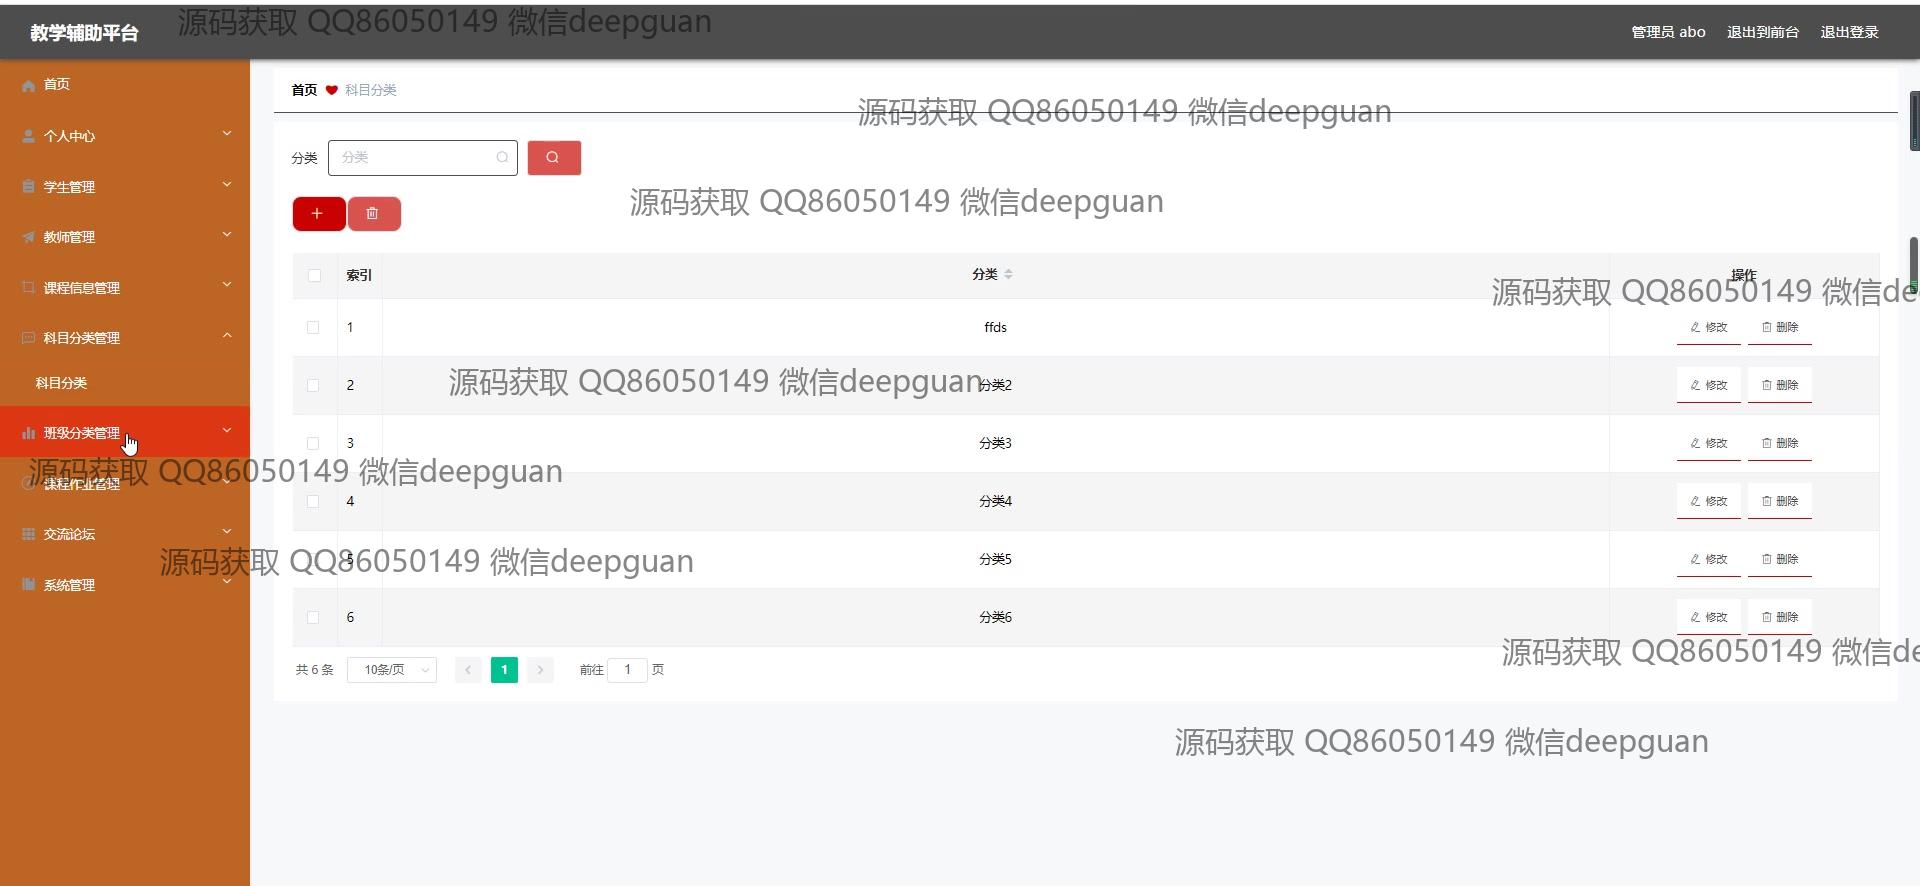 教学辅助平台
源码获取 QQ86050149 微信deepguan
管理员 abo
退出到前台
退出登录
首页
个人中心
学生管理
教师管理
课程信息管理
科目分类管理
科目分类
班级分类管理
课程作业管理
交流论坛
系统管理
首页 科目分类
源码获取 QQ86050149 微信deepguan
分类 分类
源码获取 QQ86050149 微信deepguan
索引 分类 操作
源码获取 QQ86050149 微信de
1 ffds 修改 删除
2 分类2 修改 删除
源码获取 QQ86050149 微信deepguan
3 分类3 修改 删除
源码获取 QQ86050149 微信deepguan
4 分类4 修改 删除
5 分类5 修改 删除
源码获取 QQ86050149 微信deepguan
6 分类6 修改 删除
源码获取 QQ86050149 微信de
共 6 条 10条/页 1 前往 1 页
源码获取 QQ86050149 微信deepguan